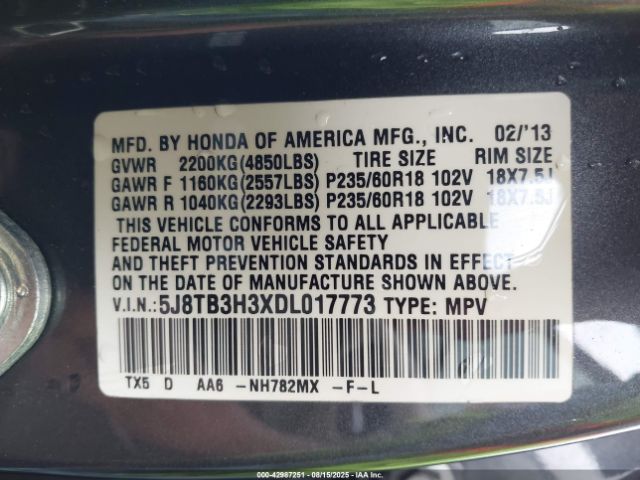 MFD. BY HONDA OF AMERICA MFG., INC. 02/'13
GVWR 2200KG(4850LBS) TIRE SIZE RIM SIZE
GAWR F 1160KG(2557LBS) P235/60R18 102V 18X7.5J
GAWR R 1040KG(2293LBS) P235/60R18 102V 18X7.5J
THIS VEHICLE CONFORMS TO ALL APPLICABLE
FEDERAL MOTOR VEHICLE SAFETY
AND THEFT PREVENTION STANDARDS IN EFFECT
ON THE DATE OF MANUFACTURE SHOWN ABOVE.
V.I.N.: 5J8TB3H3XDL017773 TYPE: MPV
TX5 D AA6 -NH782MX -F-L
000-42987251 08/15/2025 IAA Inc.